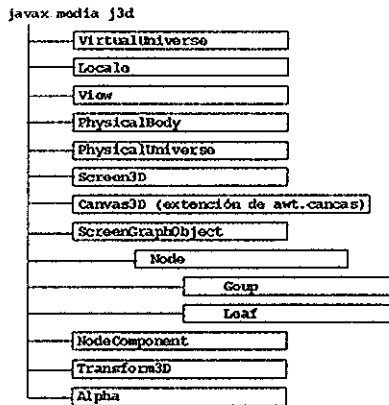 javax.media j3d
VirtualUniverse
Locale
View
PhysicalBody
PhysicalUniverse
Screen3D
Canvas3D (extención de awt.cancas)
ScreenGraphObject
Node
Goup
Leaf
NodeComponent
Transform3D
Alpha